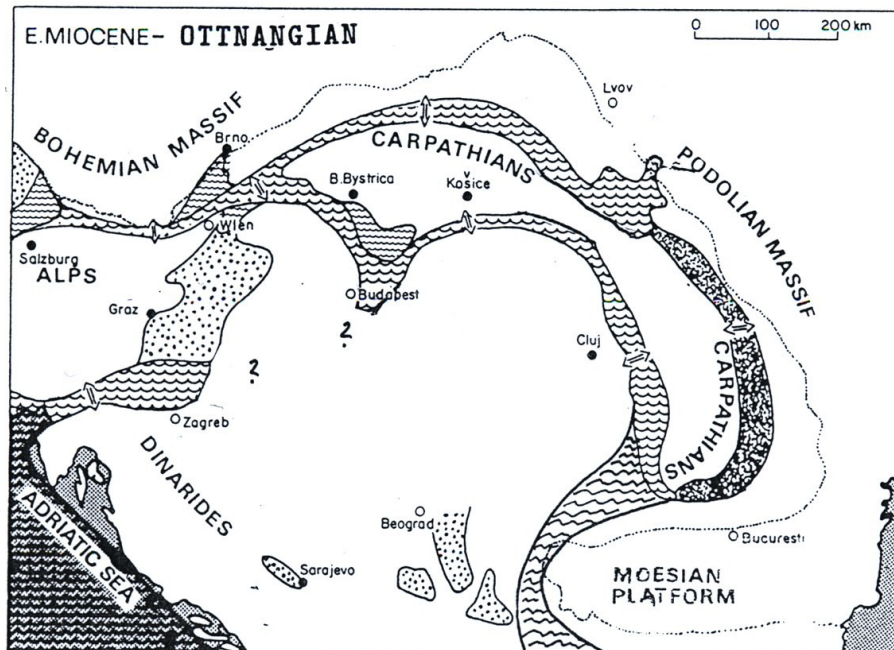 E.MIOCENE- OTTNANGIAN
0 100 200 km
Lvov
BOHEMIAN MASSIF
Brno
CARPATHIANS
PODOLIAN MASSIF
B.Bystrica
Košice
Wien
Salzburg
ALPS
Budapest
Graz
?
?
Cluj
CARPATHIANS
Zagreb
DINARIDES
ADRIATIC SEA
Beograd
Bucuresti
Sarajevo
MOESIAN
PLATFORM